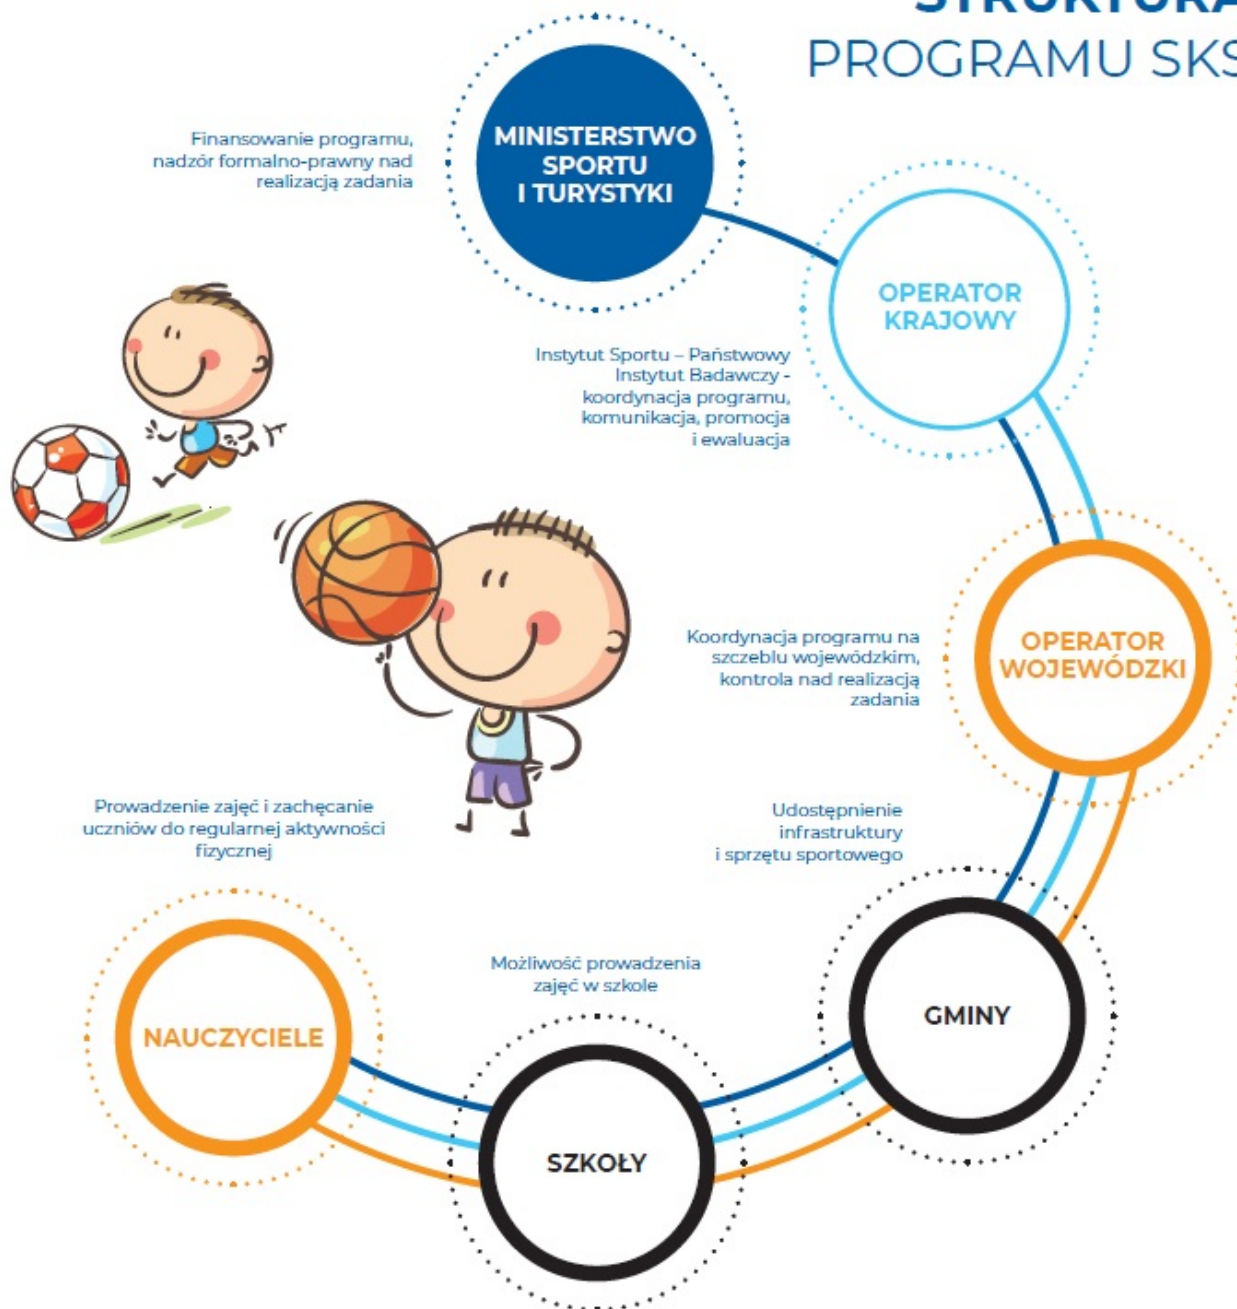 STRUKTURA
PROGRAMU SKS
MINISTERSTWO
SPORTU
I TURYSTYKI
Finansowanie programu,
nadzór formalno-prawny nad
realizacją zadania
OPERATOR
KRAJOWY
Instytut Sportu – Państwowy
Instytut Badawczy -
koordynacja programu,
komunikacja, promocja
i ewaluacja
OPERATOR
WOJEWÓDZKI
Koordynacja programu na
szczeblu wojewódzkim,
kontrola nad realizacją
zadania
Udostępnienie
infrastruktury
i sprzętu sportowego
GMINY
Możliwość prowadzenia
zajęć w szkole
SZKOŁY
Prowadzenie zajęć i zachęcanie
uczniów do regularnej aktywności
fizycznej
NAUCZYCIELE